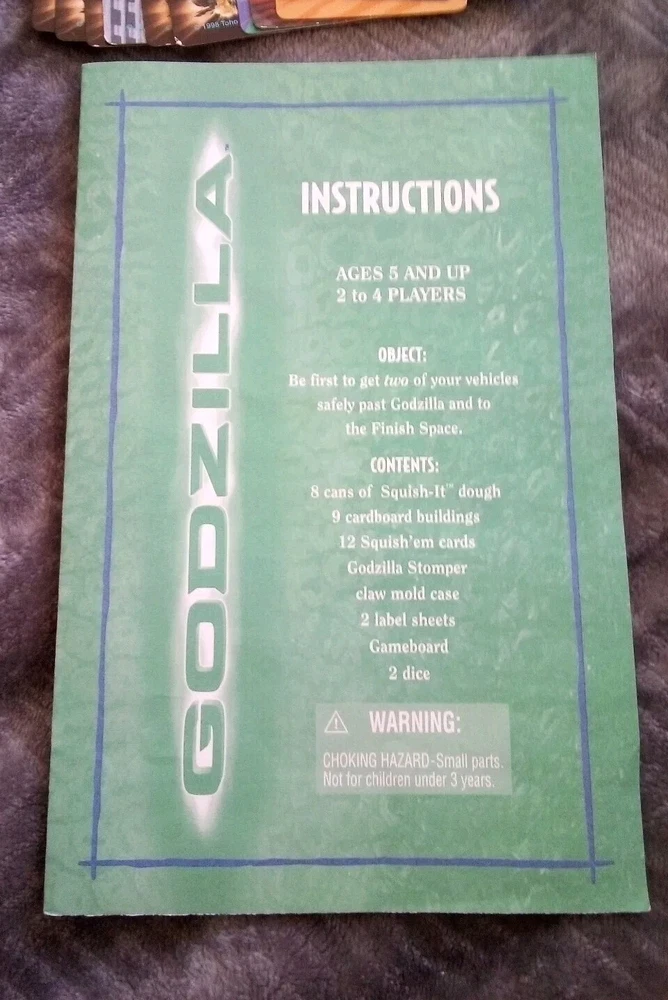 1998 Toho
GODZILLA
INSTRUCTIONS
AGES 5 AND UP
2 to 4 PLAYERS
OBJECT:
Be first to get two of your vehicles
safely past Godzilla and to
the Finish Space.
CONTENTS:
8 cans of Squish-It™ dough
9 cardboard buildings
12 Squish'em cards
Godzilla Stomper
claw mold case
2 label sheets
Gameboard
2 dice
⚠ WARNING:
CHOKING HAZARD-Small parts.
Not for children under 3 years.